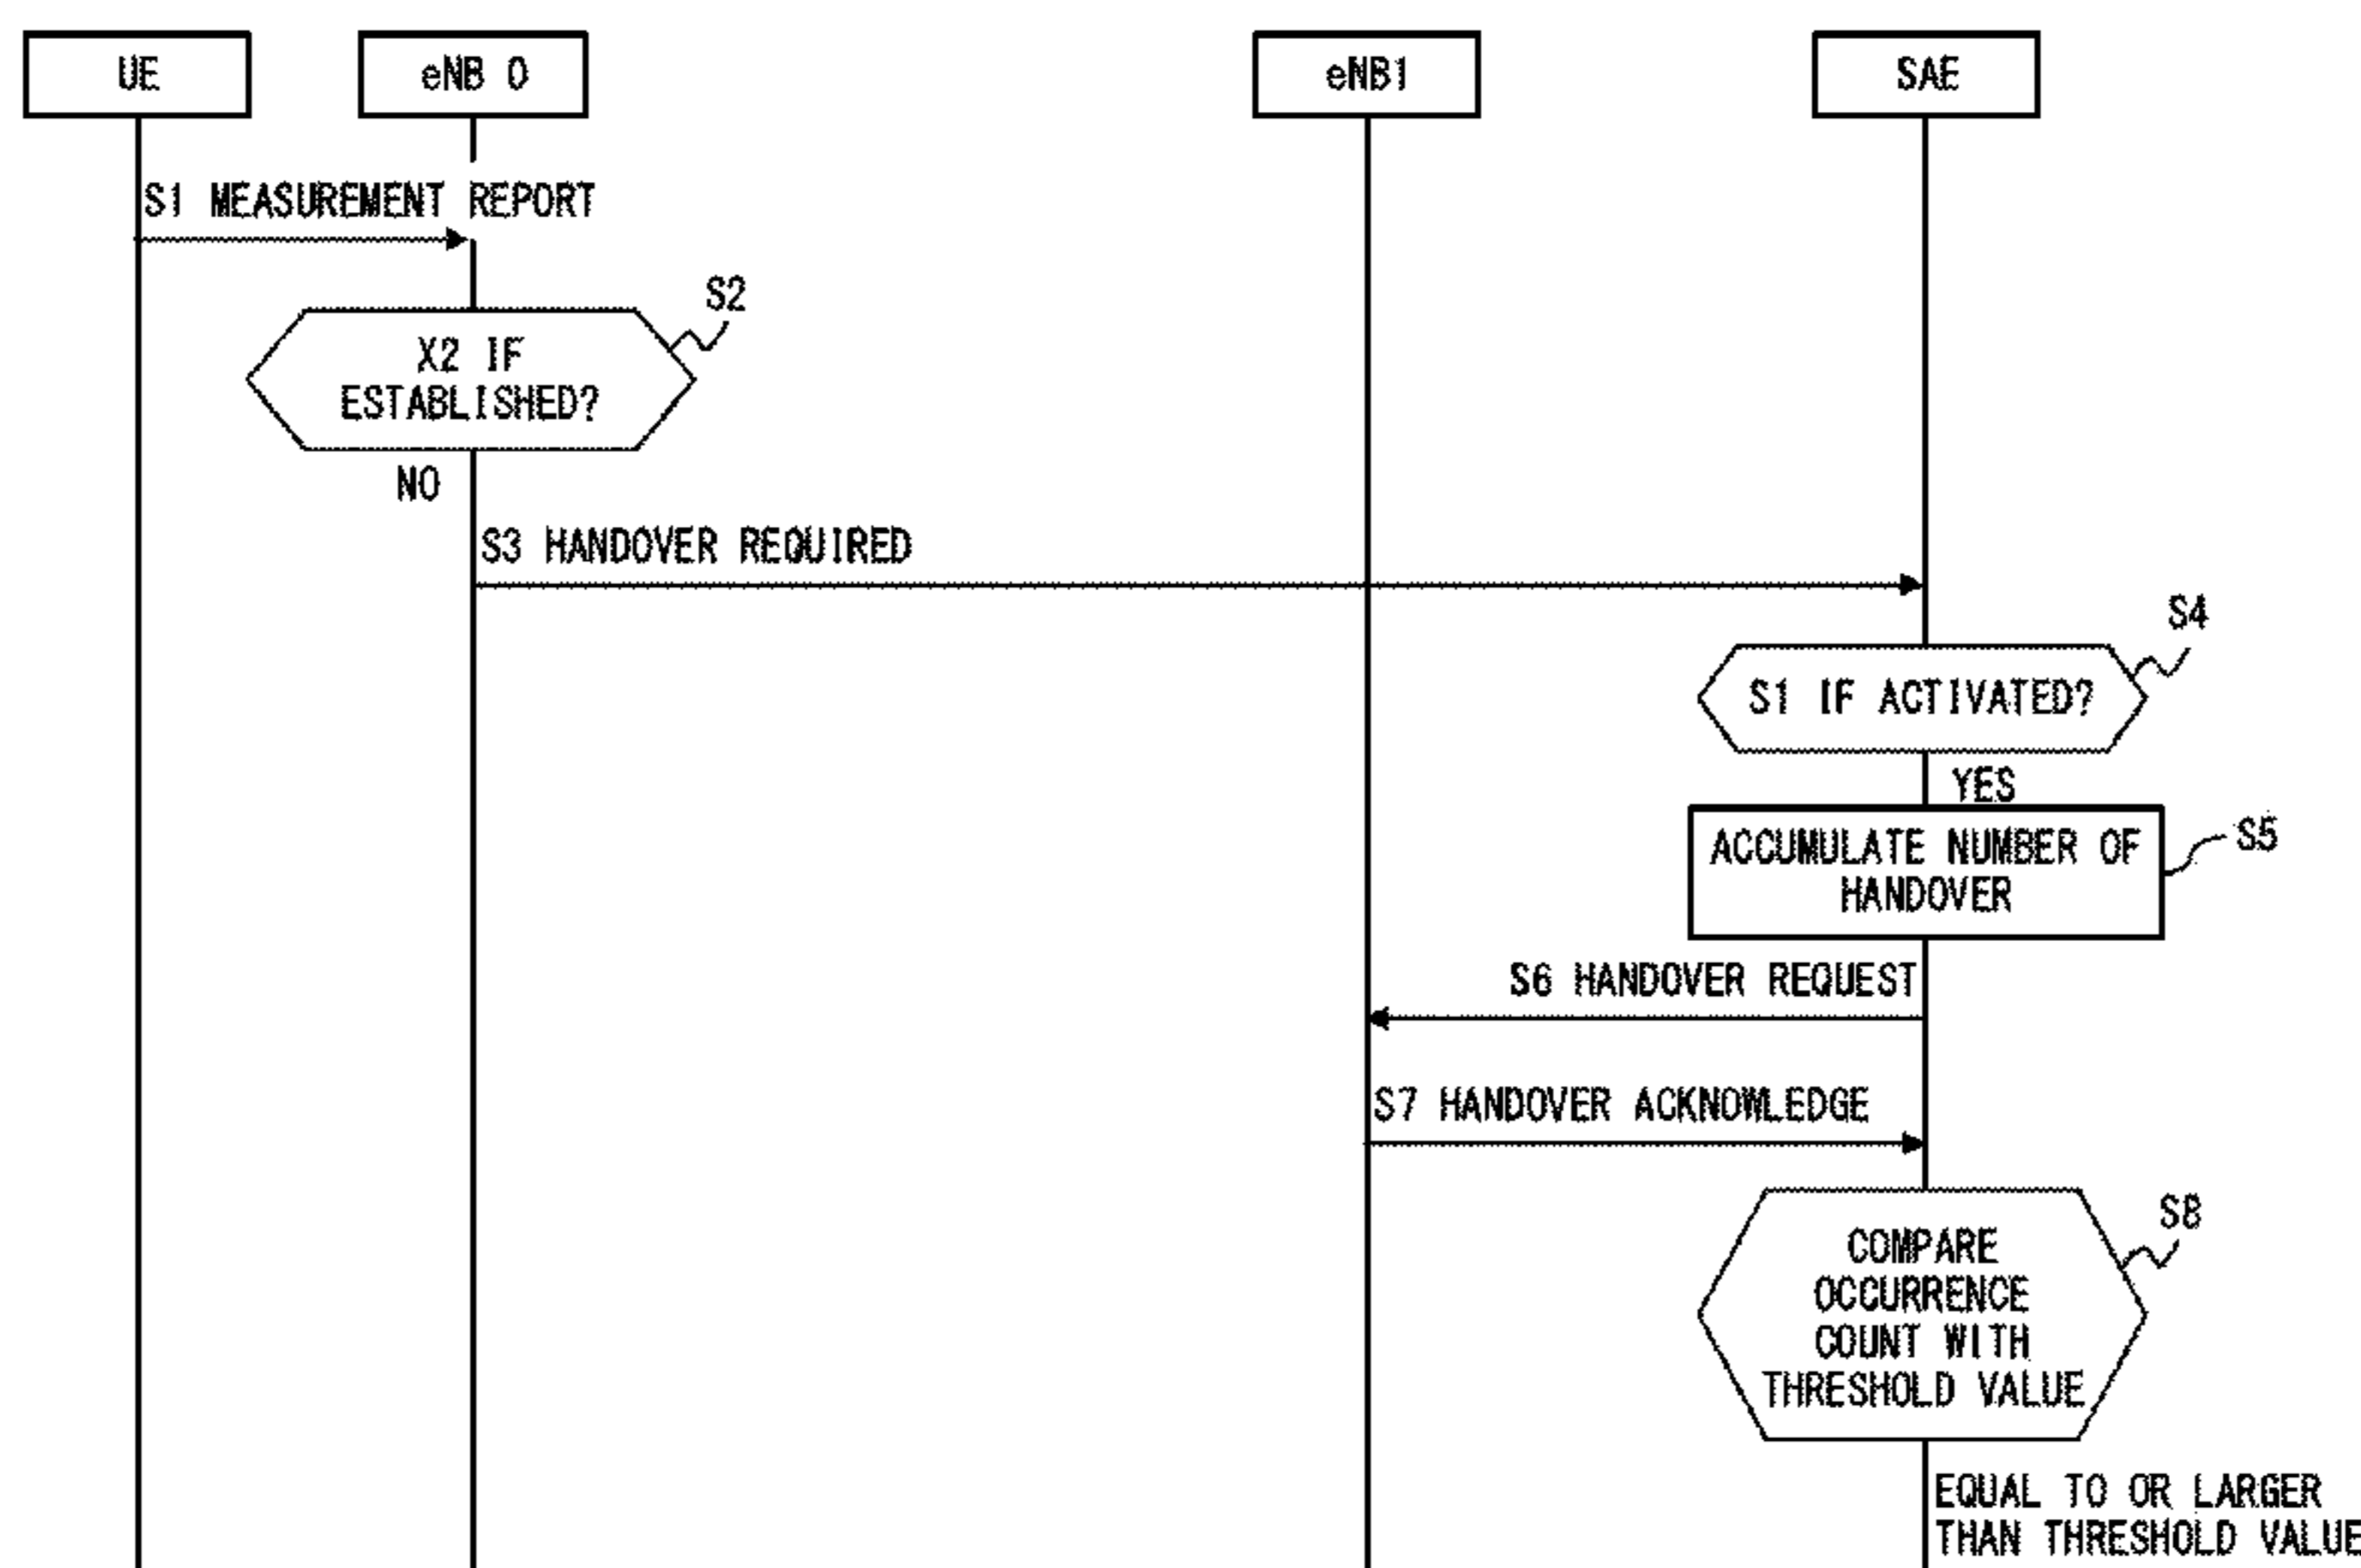 UE
eNB 0
eNB1
SAE
S1 MEASUREMENT REPORT
S2
X2 IF
ESTABLISHED?
NO
S3 HANDOVER REQUIRED
S4
S1 IF ACTIVATED?
YES
S5
ACCUMULATE NUMBER OF
HANDOVER
S6 HANDOVER REQUEST
S7 HANDOVER ACKNOWLEDGE
S8
COMPARE
OCCURRENCE
COUNT WITH
THRESHOLD VALUE
EQUAL TO OR LARGER
THAN THRESHOLD VALUE